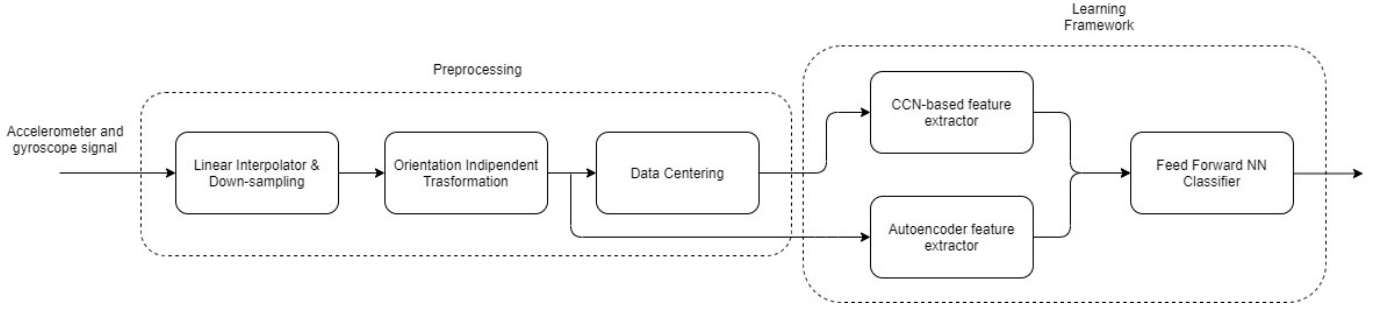 Learning
Framework
Preprocessing
Accelerometer and
gyroscope signal
Linear Interpolator &
Down-sampling
Orientation Indipendent
Trasformation
Data Centering
CCN-based feature
extractor
Autoencoder feature
extractor
Feed Forward NN
Classifier